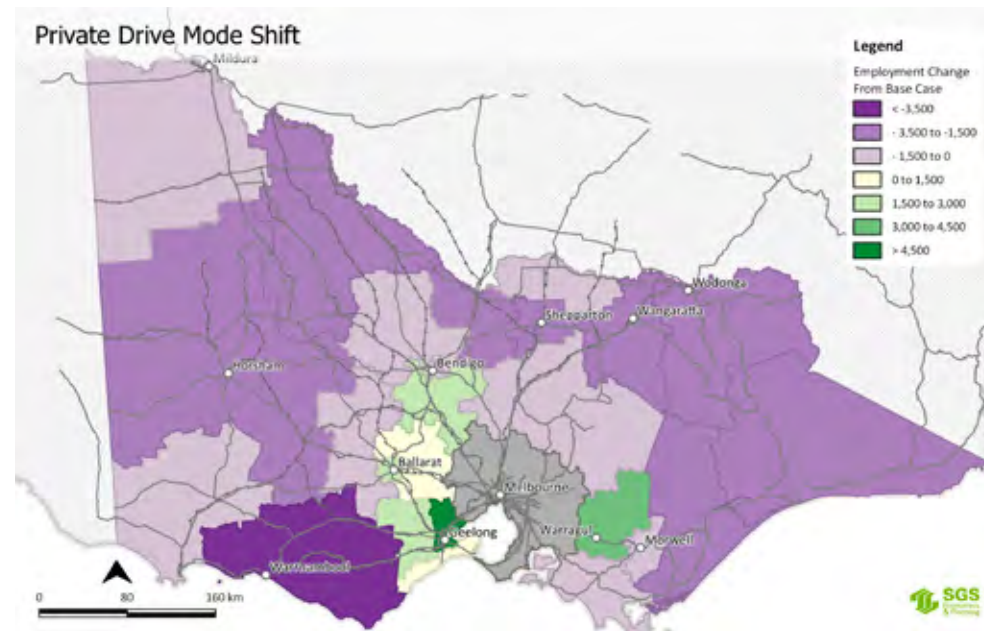 Private Drive Mode Shift
Mildura
Legend
Employment Change
From Base Case
< -3,500
- 3,500 to -1,500
- 1,500 to 0
0 to 1,500
1,500 to 3,000
3,000 to 4,500
> 4,500
Wodonga
Wangaratta
Shepparton
Horsham
Bendigo
Ballarat
Melbourne
Geelong
Warragul
Morwell
Warrnambool
0 80 160 km
SGS
Economics
& Planning